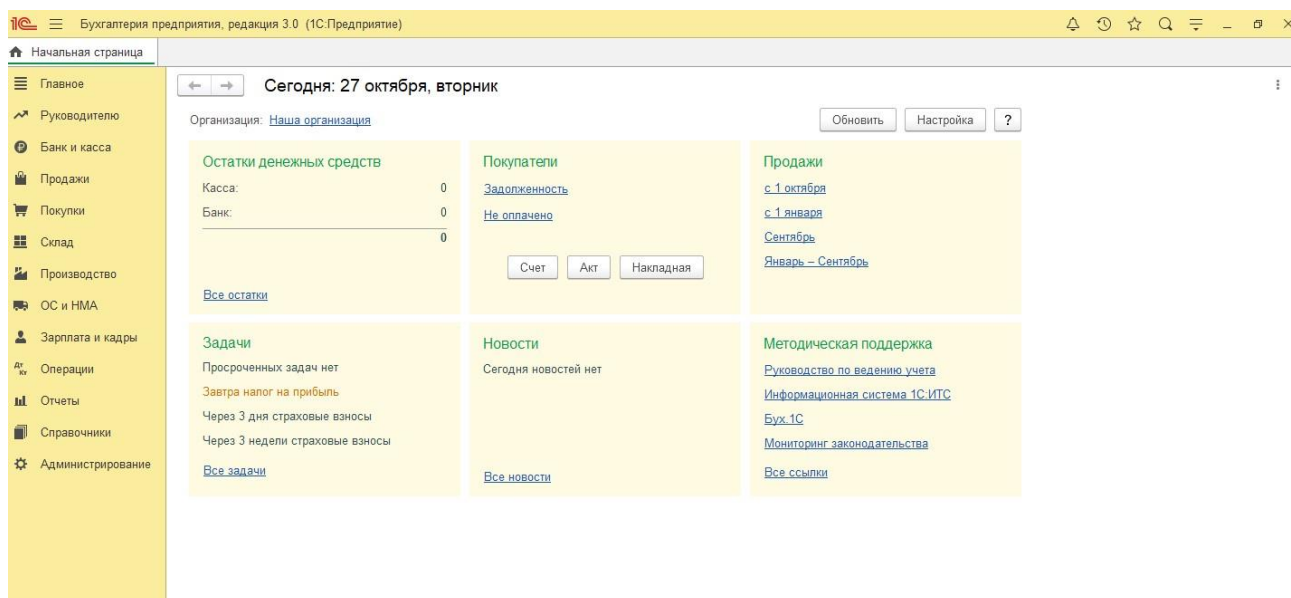 1С Бухгалтерия предприятия, редакция 3.0 (1С:Предприятие)
Начальная страница
Главное
Руководителю
Банк и касса
Продажи
Покупки
Склад
Производство
ОС и НМА
Зарплата и кадры
Дт Кт Операции
Отчеты
Справочники
Администрирование
Сегодня: 27 октября, вторник
Организация: Наша организация
Обновить Настройка ?
Остатки денежных средств
Касса: 0
Банк: 0
0
Все остатки
Покупатели
Задолженность
Не оплачено
Счет Акт Накладная
Продажи
с 1 октября
с 1 января
Сентябрь
Январь – Сентябрь
Задачи
Просроченных задач нет
Завтра налог на прибыль
Через 3 дня страховые взносы
Через 3 недели страховые взносы
Все задачи
Новости
Сегодня новостей нет
Все новости
Методическая поддержка
Руководство по ведению учета
Информационная система 1С:ИТС
Бух.1С
Мониторинг законодательства
Все ссылки